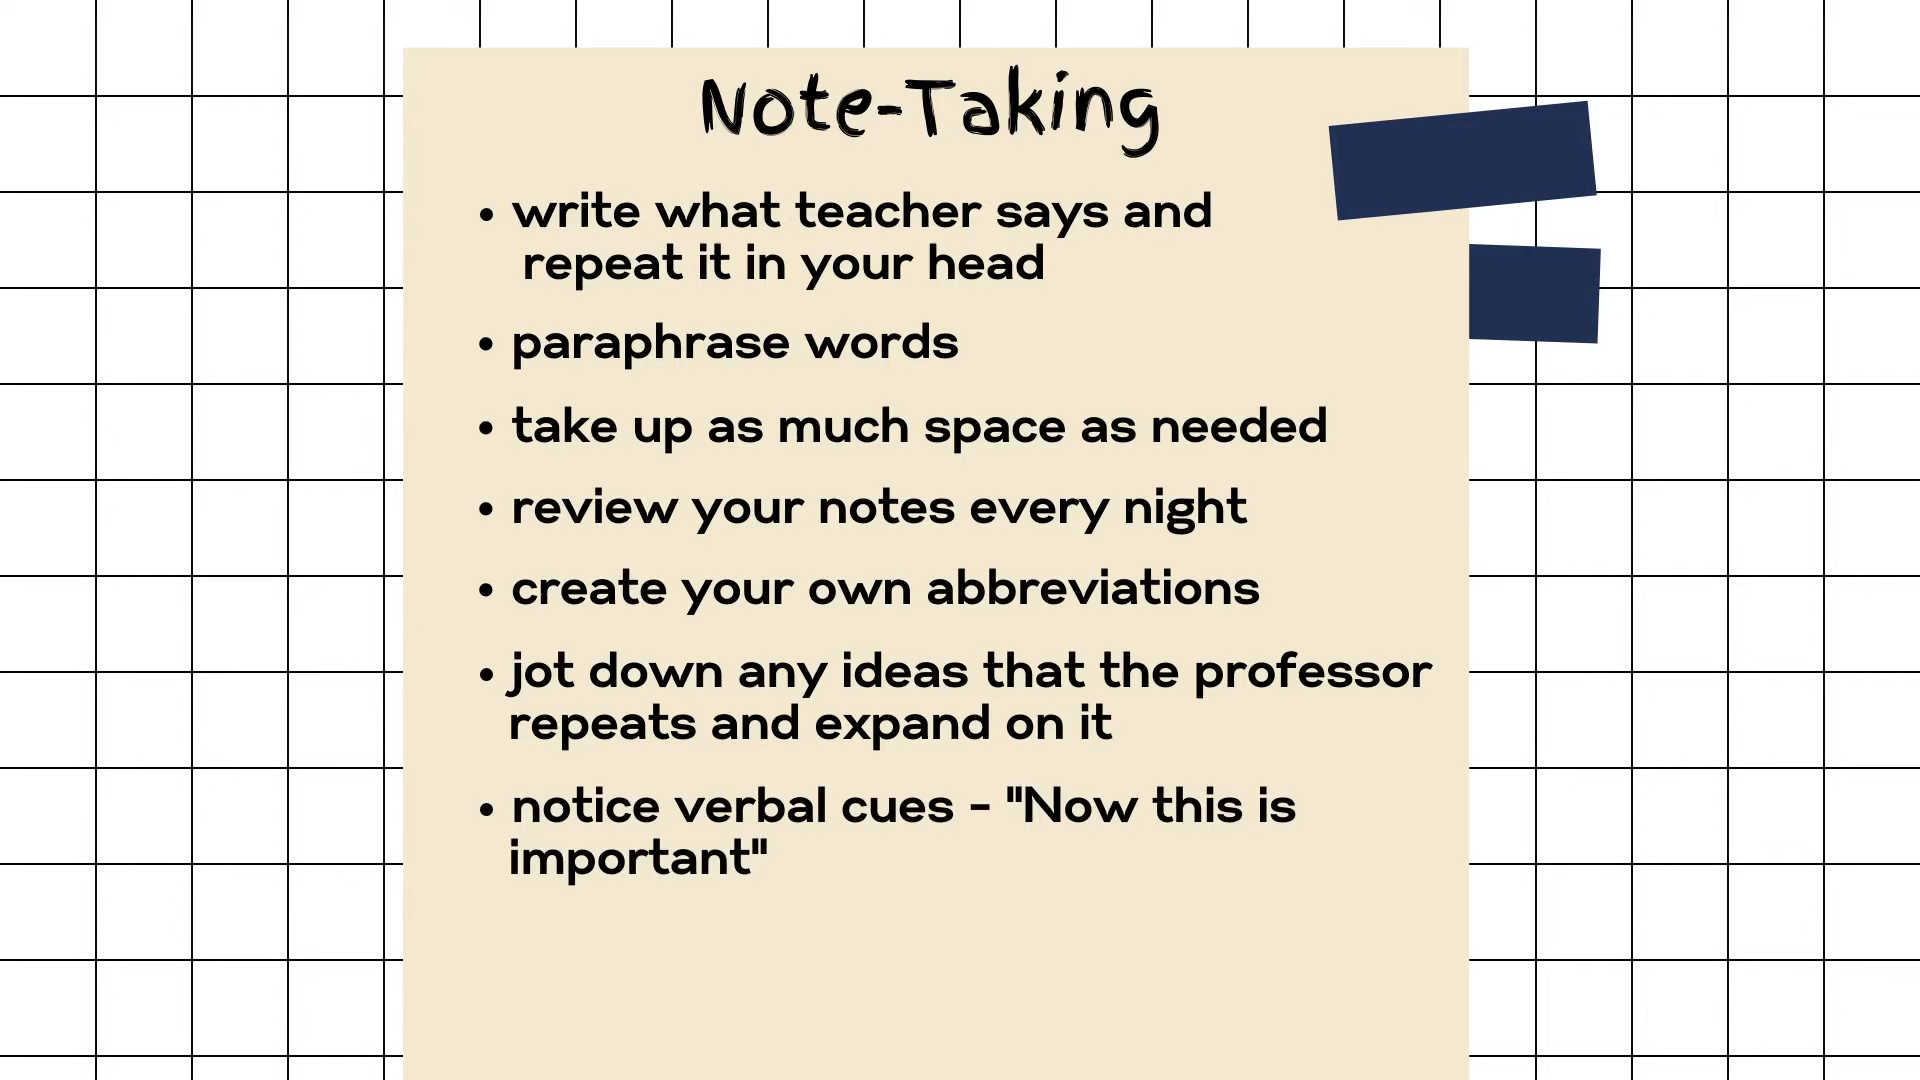 Note-Taking
• write what teacher says and
repeat it in your head
• paraphrase words
• take up as much space as needed
• review your notes every night
• create your own abbreviations
• jot down any ideas that the professor
repeats and expand on it
• notice verbal cues - "Now this is
important"